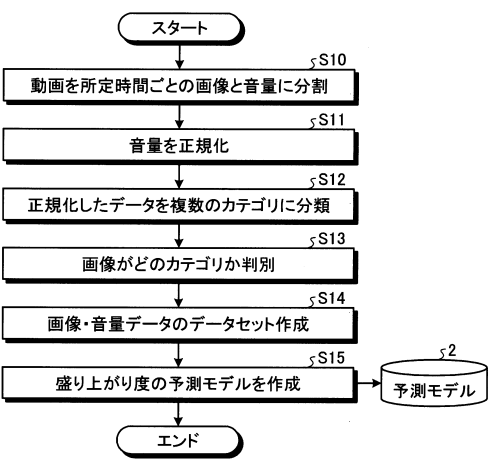 スタート
S10
動画を所定時間ごとの画像と音量に分割
S11
音量を正規化
S12
正規化したデータを複数のカテゴリに分類
S13
画像がどのカテゴリか判別
S14
画像・音量データのデータセット作成
S15
盛り上がり度の予測モデルを作成
2
予測モデル
エンド